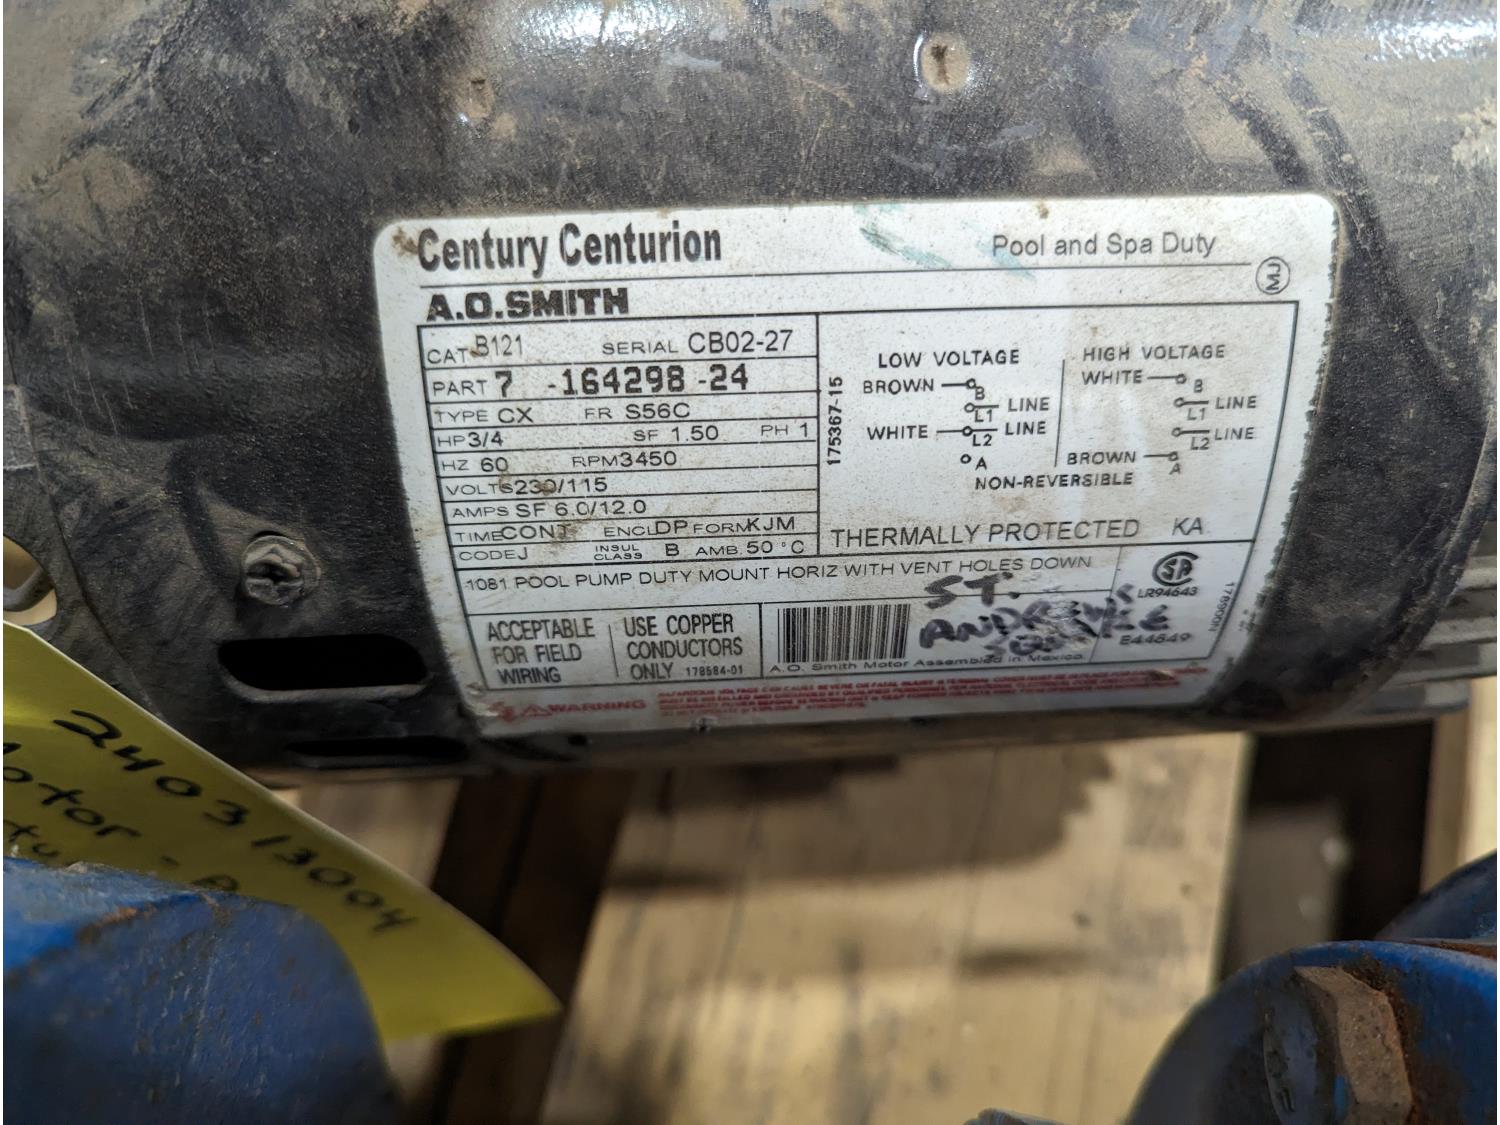 Century Centurion
Pool and Spa Duty
MJ
A.O.SMITH
CAT B121 SERIAL CB02-27
PART 7 -164298 -24
TYPE CX FR S56C
HP 3/4 SF 1.50 PH 1
HZ 60 RPM 3450
VOLTS 230/115
AMPS SF 6.0/12.0
TIME CONT ENCL DP FORM KJM
CODE J INSUL CLASS B AMB. 50 °C
175367-15
LOW VOLTAGE
BROWN B
L1 LINE
WHITE L2 LINE
A
HIGH VOLTAGE
WHITE B
L1 LINE
L2 LINE
BROWN A
NON-REVERSIBLE
THERMALLY PROTECTED KA
1081 POOL PUMP DUTY MOUNT HORIZ WITH VENT HOLES DOWN
ACCEPTABLE
FOR FIELD
WIRING
USE COPPER
CONDUCTORS
ONLY 178584-01
ST.
ANDREWS
A.O. Smith Motor Assembled in Mexico
LR94643
E44849
WARNING
240313004
Motor -